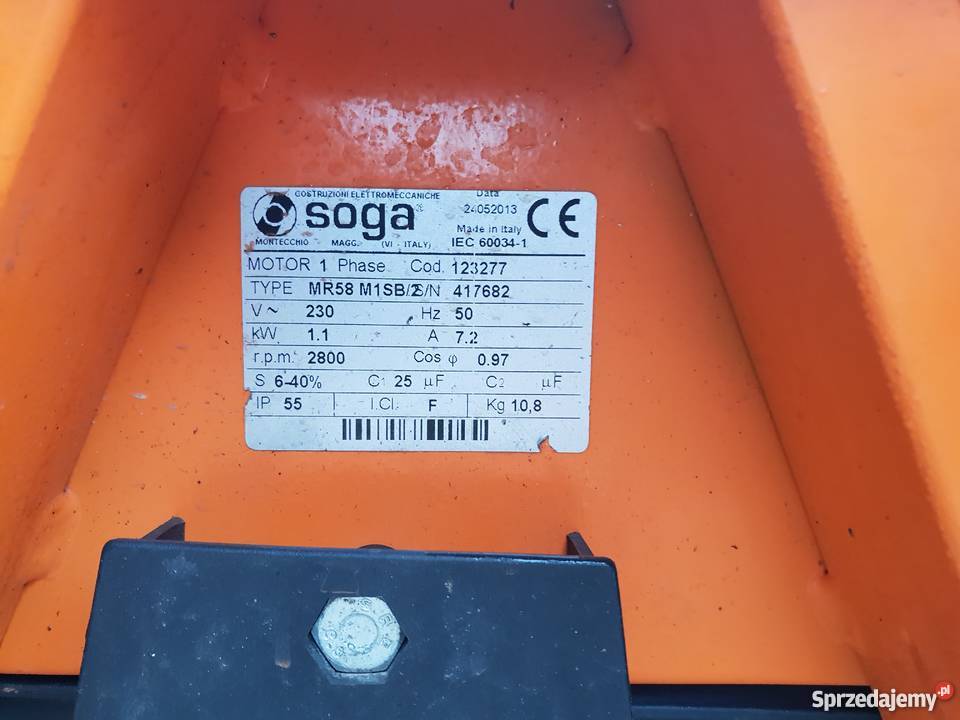 COSTRUZIONI ELETTROMECCANICHE
soga
MONTECCHIO MAGG. (VI - ITALY)
Data
24052013
Made in Italy
IEC 60034-1
CE
MOTOR 1 Phase Cod. 123277
TYPE MR58 M1SB/2 S/N 417682
V~ 230 Hz 50
kW 1.1 A 7.2
r.p.m. 2800 Cos φ 0.97
S 6-40% C1 25 μF C2 μF
IP 55 I.Cl. F Kg 10,8
Sprzedajemy.pl